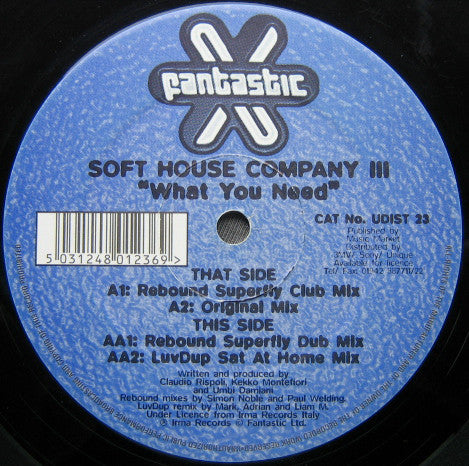 Fantastic
SOFT HOUSE COMPANY III
"What You Need"
CAT No. UDIST 33
Published by
Music Market
Distributed by
3MV/ Sony/ Unique
Available for licence
Tel/ Fax: 01942 387711/22
5 031248 012369 >
THAT SIDE
A1: Rebound Superfly Club Mix
A2: Original Mix
THIS SIDE
AA1: Rebound Superfly Dub Mix
AA2: LuvDup Sat At Home Mix
Written and produced by
Claudio Rispoli, Kekko Montefiori
and Umbi Damiani
Rebound mixes by Simon Noble and Paul Welding.
LuvDup remix by Mark, Adrian and Liam M.
Under Licence from Irma Records
℗ Irma Records © Fantastic Ltd.